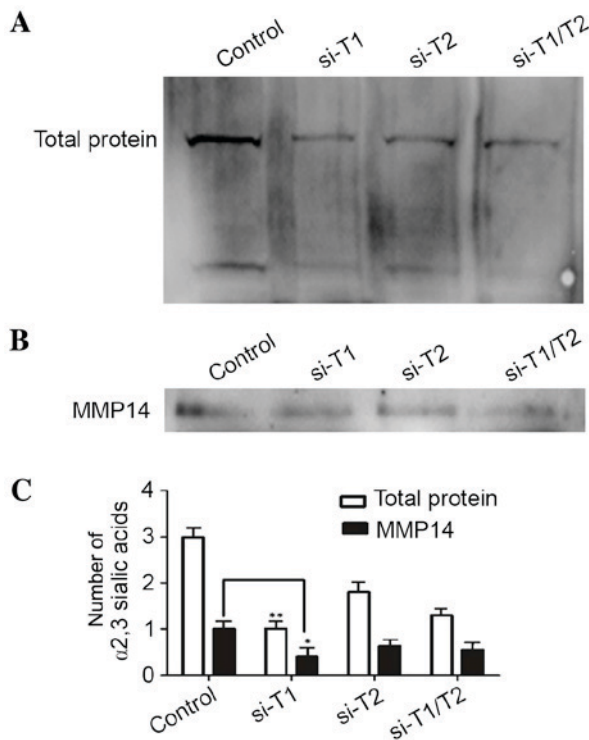 A
Control si-T1 si-T2 si-T1/T2
Total protein
B
Control si-T1 si-T2 si-T1/T2
MMP14
C
Number of
α2,3 sialic acids
4
3
2
1
0
Total protein
MMP14
**
*
Control si-T1 si-T2 si-T1/T2